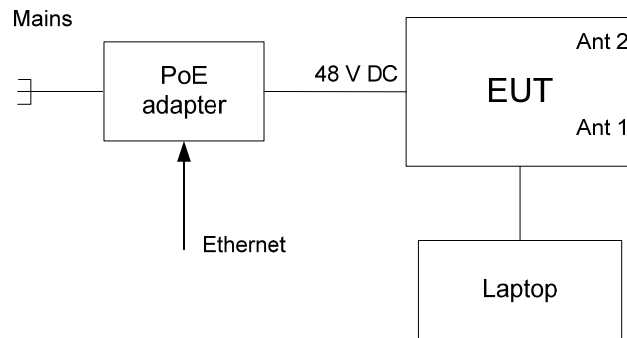 Mains
PoE
adapter
48 V DC
EUT
Ant 2
Ant 1
Ethernet
Laptop